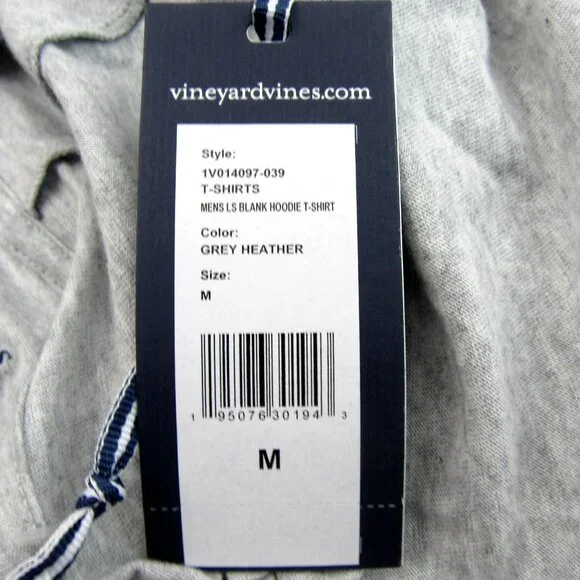 vineyardvines.com
Style:
1V014097-039
T-SHIRTS
MENS LS BLANK HOODIE T-SHIRT
Color:
GREY HEATHER
Size:
M
1 95076 30194 3
M